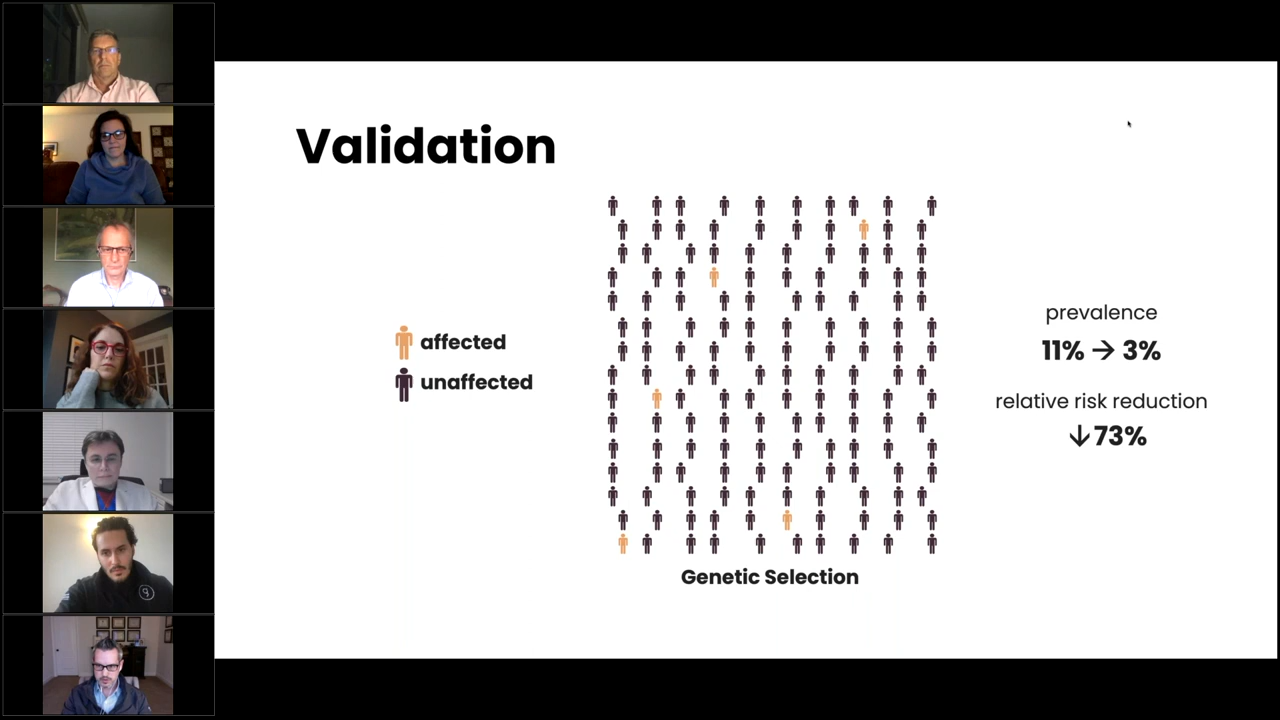 Validation
affected
unaffected
prevalence
11% → 3%
relative risk reduction
↓73%
Genetic Selection